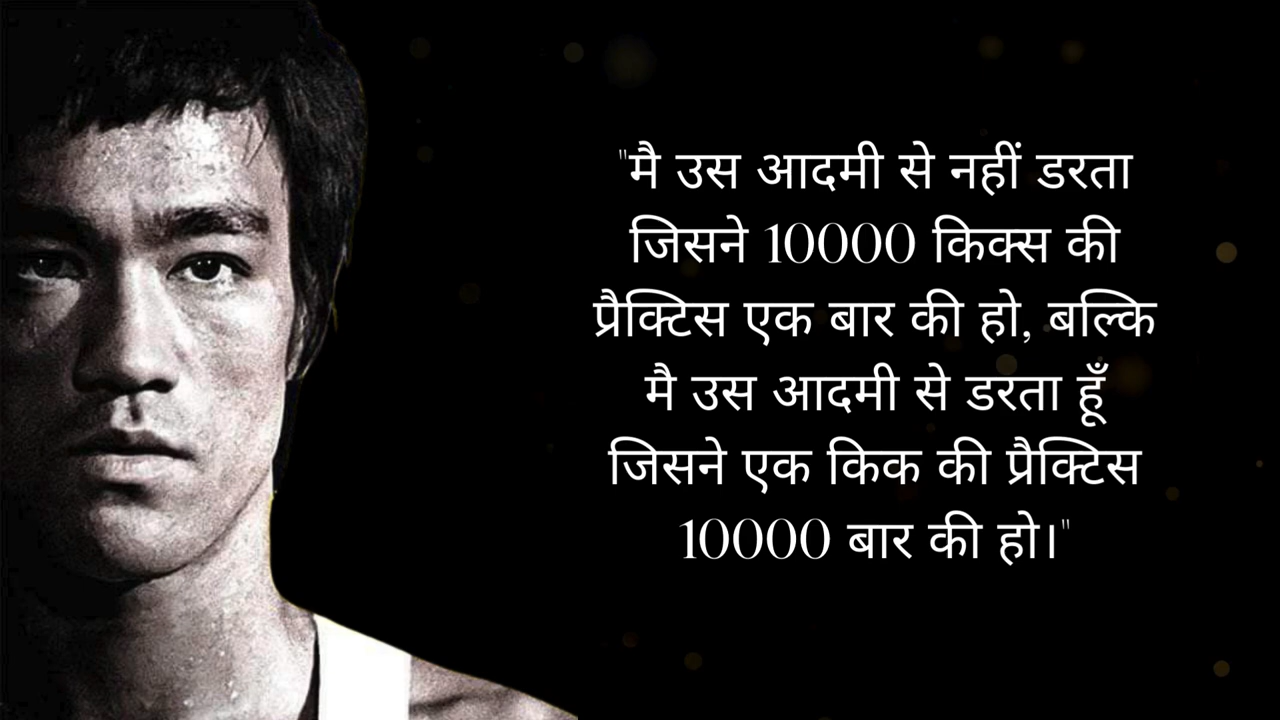 "मै उस आदमी से नहीं डरता
जिसने 10000 किक्स की
प्रैक्टिस एक बार की हो, बल्कि
मै उस आदमी से डरता हूँ
जिसने एक किक की प्रैक्टिस
10000 बार की हो।"